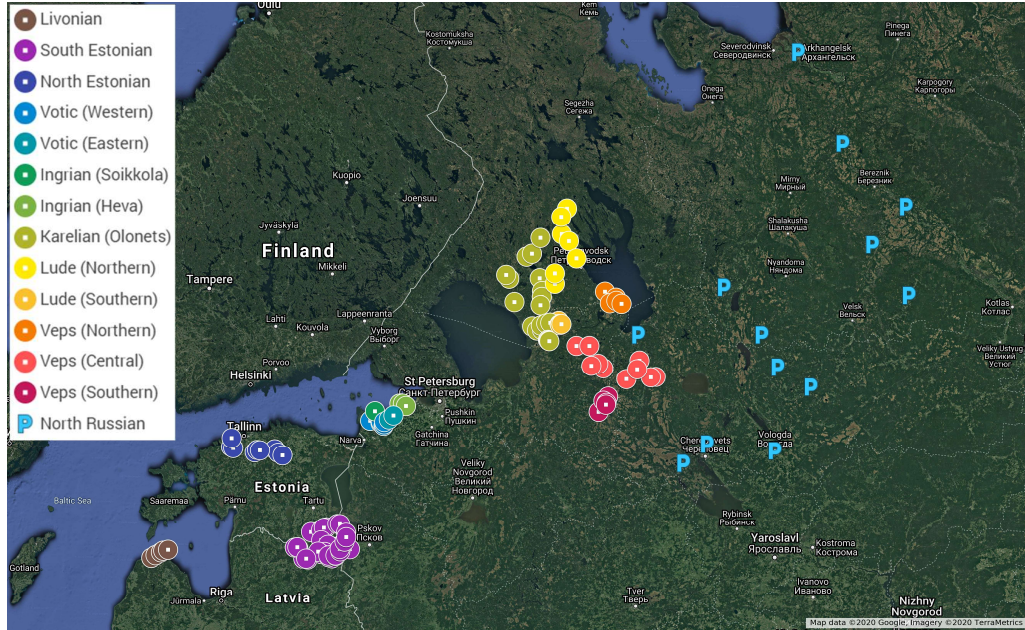 Livonian
South Estonian
North Estonian
Votic (Western)
Votic (Eastern)
Ingrian (Soikkola)
Ingrian (Heva)
Karelian (Olonets)
Lude (Northern)
Lude (Southern)
Veps (Northern)
Veps (Central)
Veps (Southern)
P North Russian
Oulu
Kem
Кемь
Kostomuksha
Костомукша
Severodvinsk
Северодвинск
Arkhangelsk
Архангельск
Pinega
Пинега
Onega
Онега
Karpogory
Карпогоры
Segezha
Сегежа
Kuopio
Joensuu
Mirny
Мирный
Bereznik
Березник
Jyväskylä
Finland
Mikkeli
Shalakusha
Шалакуша
Tampere
Nyandoma
Няндома
Lahti
Kouvola
Lappeenranta
Vyborg
Выборг
Velsk
Вельск
Kotlas
Котлас
Porvoo
Helsinki
Veliky Ustyug
Великий
Устюг
St Petersburg
Санкт-Петербург
Pushkin
Пушкин
Gatchina
Гатчина
Tallinn
Narva
Vologda
Estonia
Veliky
Novgorod
Великий
Новгород
Baltic Sea
Saaremaa
Pärnu
Tartu
Pskov
Псков
Rybinsk
Рыбинск
Yaroslavl
Ярославль
Kostroma
Кострома
Gotland
Riga
Jūrmala
Latvia
Tver
Тверь
Ivanovo
Иваново
Nizhny
Novgorod
Map data ©2020 Google, Imagery ©2020 TerraMetrics